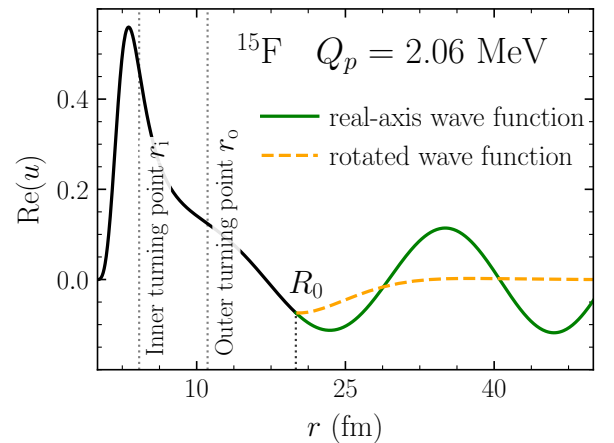 ¹⁵F Q_p = 2.06 MeV
real-axis wave function
rotated wave function
Inner turning point r_i
Outer turning point r_o
R₀
Re(u)
0.4
0.2
0.0
10 25 40
r (fm)